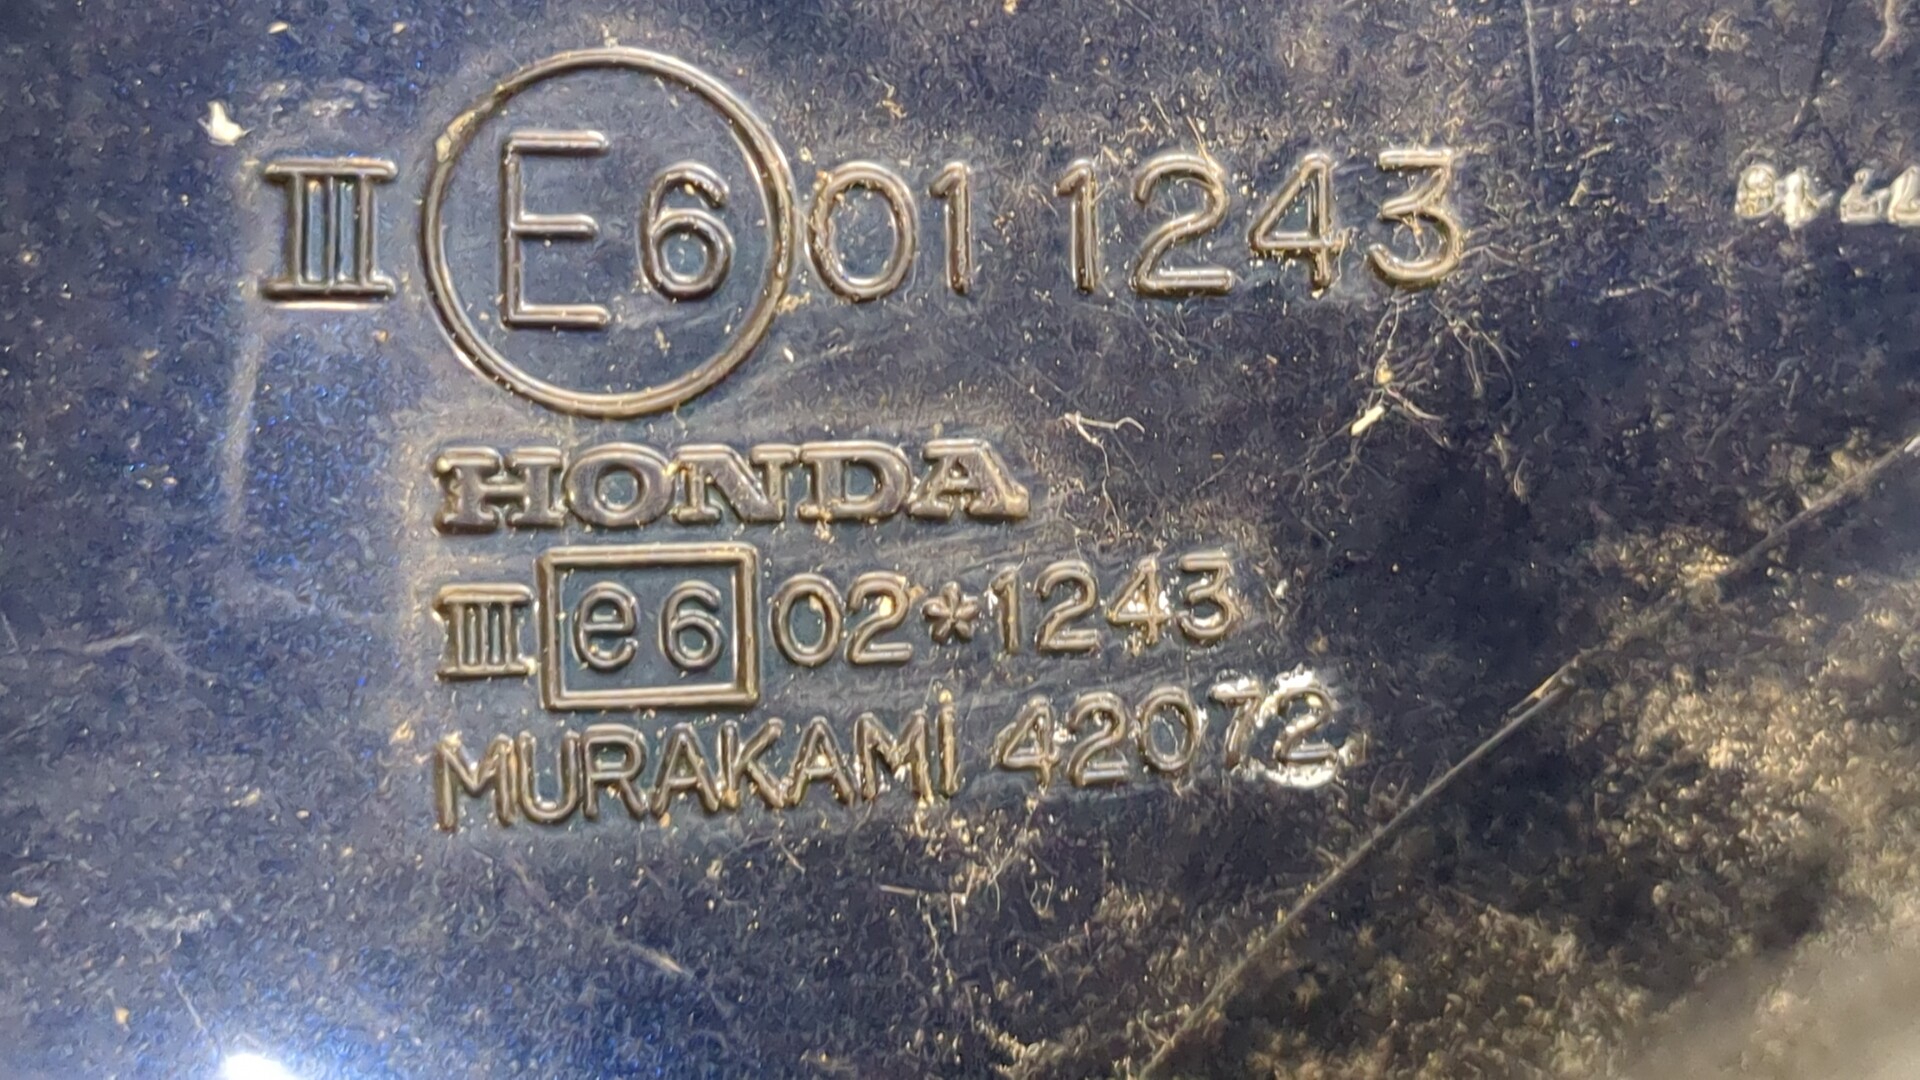 III E6 01 1243
HONDA
III e6 02*1243
MURAKAMI 42072